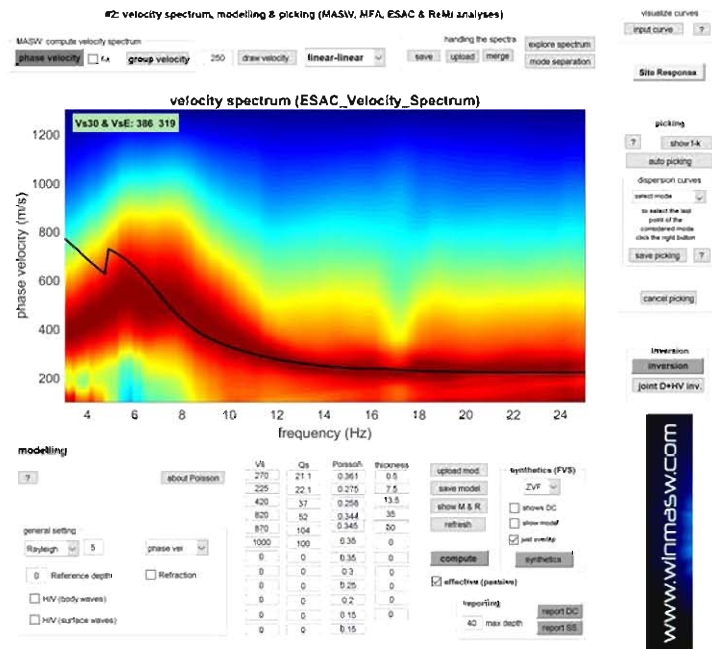 #2: velocity spectrum, modelling & picking (MASW, MFA, ESAC & ReMi analyses)
visualize curves
input curve ?
MASW: compute velocity spectrum
phase velocity f-k group velocity 250 draw velocity linear-linear
handling the spectra
save upload merge
explore spectrum
mode separation
Site Response
velocity spectrum (ESAC_Velocity_Spectrum)
Vs30 & VsE: 386 319
phase velocity (m/s)
1200
1000
800
600
400
200
4 6 8 10 12 14 16 18 20 22 24
frequency (Hz)
picking
? show f-k
auto picking
dispersion curves
select mode
to select the last
point of the
considered mode
click the right button
save picking ?
cancel picking
Inversion
inversion
joint D+HV inv.
www.winmasw.com
modelling
? about Poisson
general setting
Rayleigh 5 phase vel
0 Reference depth Refraction
H/V (body waves)
H/V (surface waves)
Vs Qs Poisson thickness
270 21.1 0.361 0.5
225 22.1 0.275 7.5
420 37 0.258 13.5
820 52 0.344 35
870 104 0.345 50
1000 100 0.35 0
0 0 0.35 0
0 0 0.3 0
0 0 0.25 0
0 0 0.2 0
0 0 0.15 0
0 0 0.15
upload mod.
save model
show M & R
refresh
compute
effective (passive)
synthetics (FVS)
ZVF
shows DC
show model
just overlap
synthetics
reporting
40 max depth
report DC
report SS